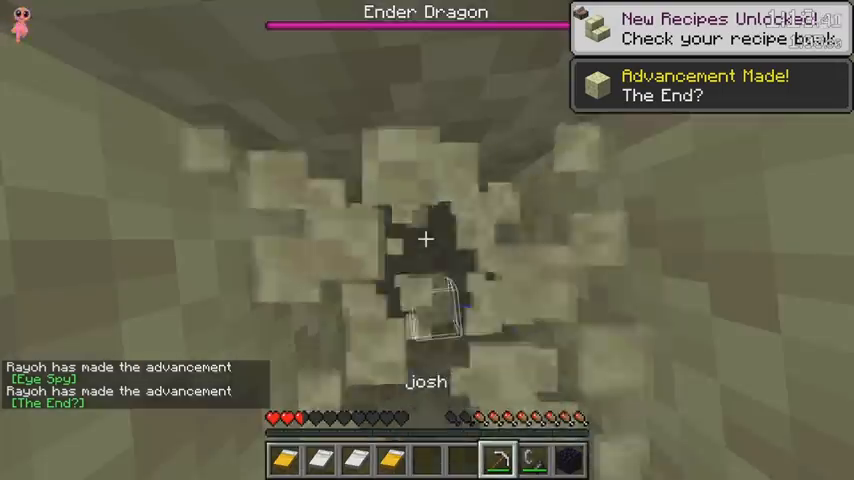 Ender Dragon
New Recipes Unlocked!
Check your recipe book
Advancement Made!
The End?
Rayoh has made the advancement
[Eye Spy]
Rayoh has made the advancement
[The End?]
josh